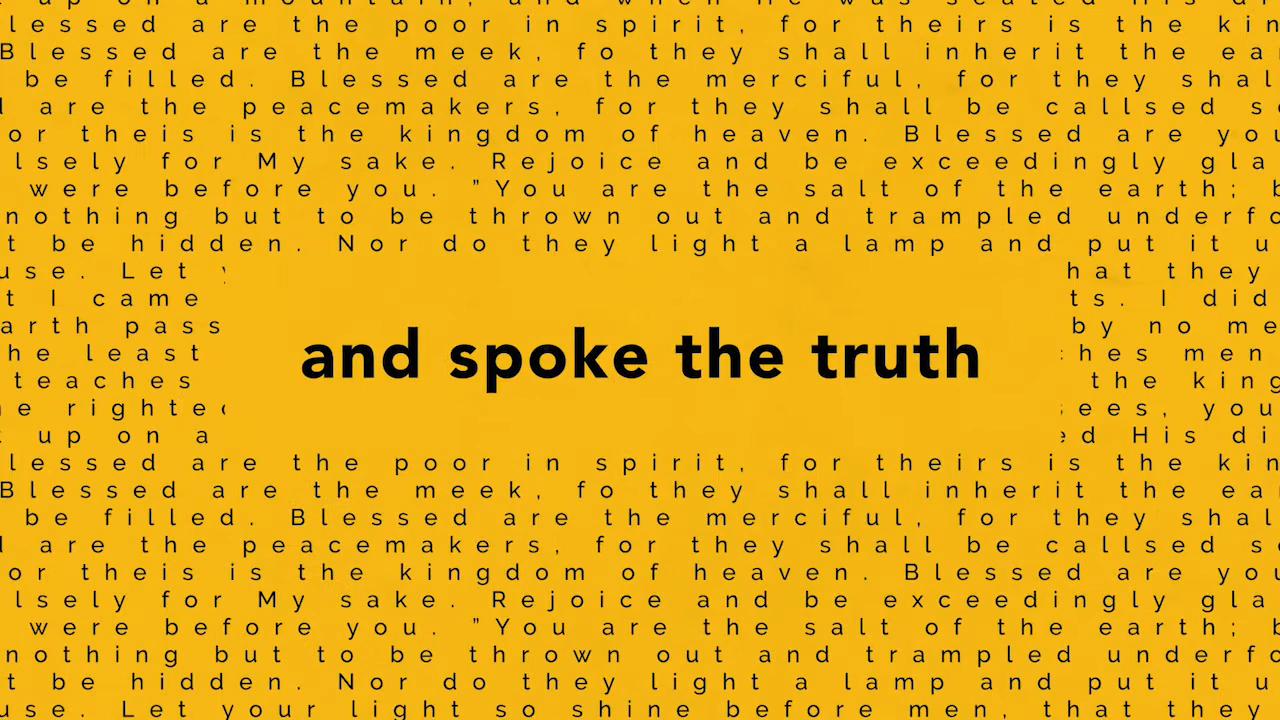 up on a mountain, and when He was seated His di
lessed are the poor in spirit, for theirs is the kin
Blessed are the meek, fo they shall inherit the ea
be filled. Blessed are the merciful, for they shal
are the peacemakers, for they shall be callsed s
or theis is the kingdom of heaven. Blessed are yo
lsely for My sake. Rejoice and be exceedingly gla
were before you. "You are the salt of the earth; b
nothing but to be thrown out and trampled underfo
t be hidden. Nor do they light a lamp and put it u
use. Let hat they
t I came ts. I did
arth pass by no me
he least ches men
and spoke the truth
teaches the king
e righte ees, you
up on a ed His di
lessed are the poor in spirit, for theirs is the kin
Blessed are the meek, fo they shall inherit the ea
be filled. Blessed are the merciful, for they shal
are the peacemakers, for they shall be callsed s
or theis is the kingdom of heaven. Blessed are yo
lsely for My sake. Rejoice and be exceedingly gla
were before you. "You are the salt of the earth; b
nothing but to be thrown out and trampled underfo
t be hidden. Nor do they light a lamp and put it u
use. Let your light so shine before men, that they